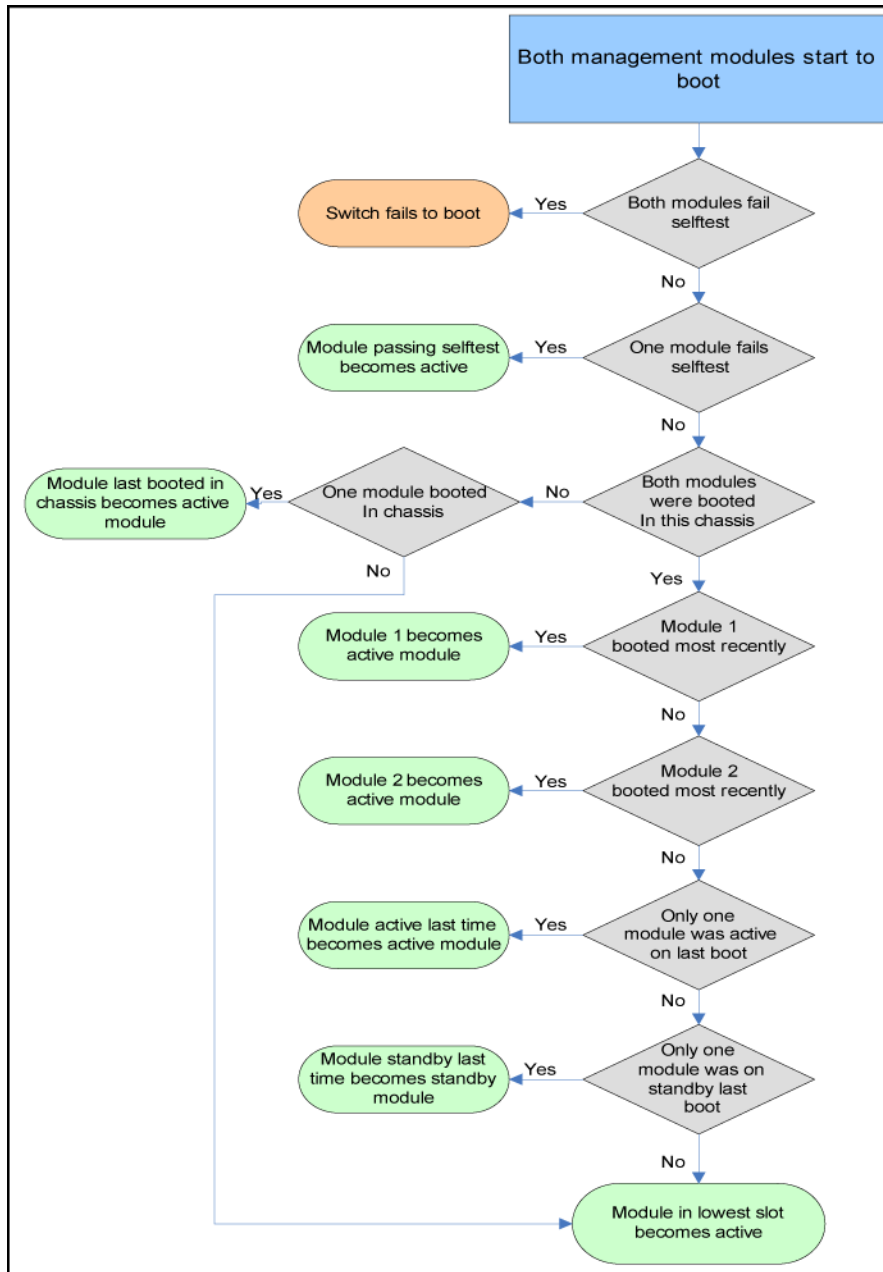 Both management modules start to
boot
Both modules fail
selftest
Yes
Switch fails to boot
No
One module fails
selftest
Yes
Module passing selftest
becomes active
No
Both modules
were booted
In this chassis
No
One module booted
In chassis
Yes
Module last booted in
chassis becomes active
module
No
Yes
Module 1
booted most recently
Yes
Module 1 becomes
active module
No
Module 2
booted most recently
Yes
Module 2 becomes
active module
No
Only one
module was active
on last boot
Yes
Module active last time
becomes active module
No
Only one
module was on
standby last
boot
Yes
Module standby last
time becomes standby
module
No
Module in lowest slot
becomes active